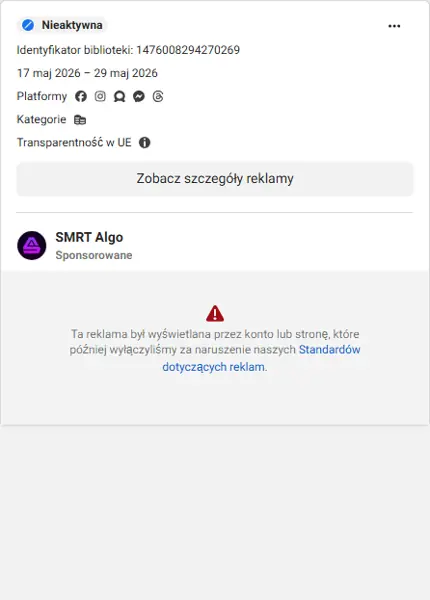 Nieaktywna
Identyfikator biblioteki: 1476008294270269
17 maj 2026 – 29 maj 2026
Platformy
Kategorie
Transparentność w UE
Zobacz szczegóły reklamy
SMRT Algo
Sponsorowane
Ta reklama był wyświetlana przez konto lub stronę, które
później wyłączyliśmy za naruszenie naszych Standardów
dotyczących reklam.